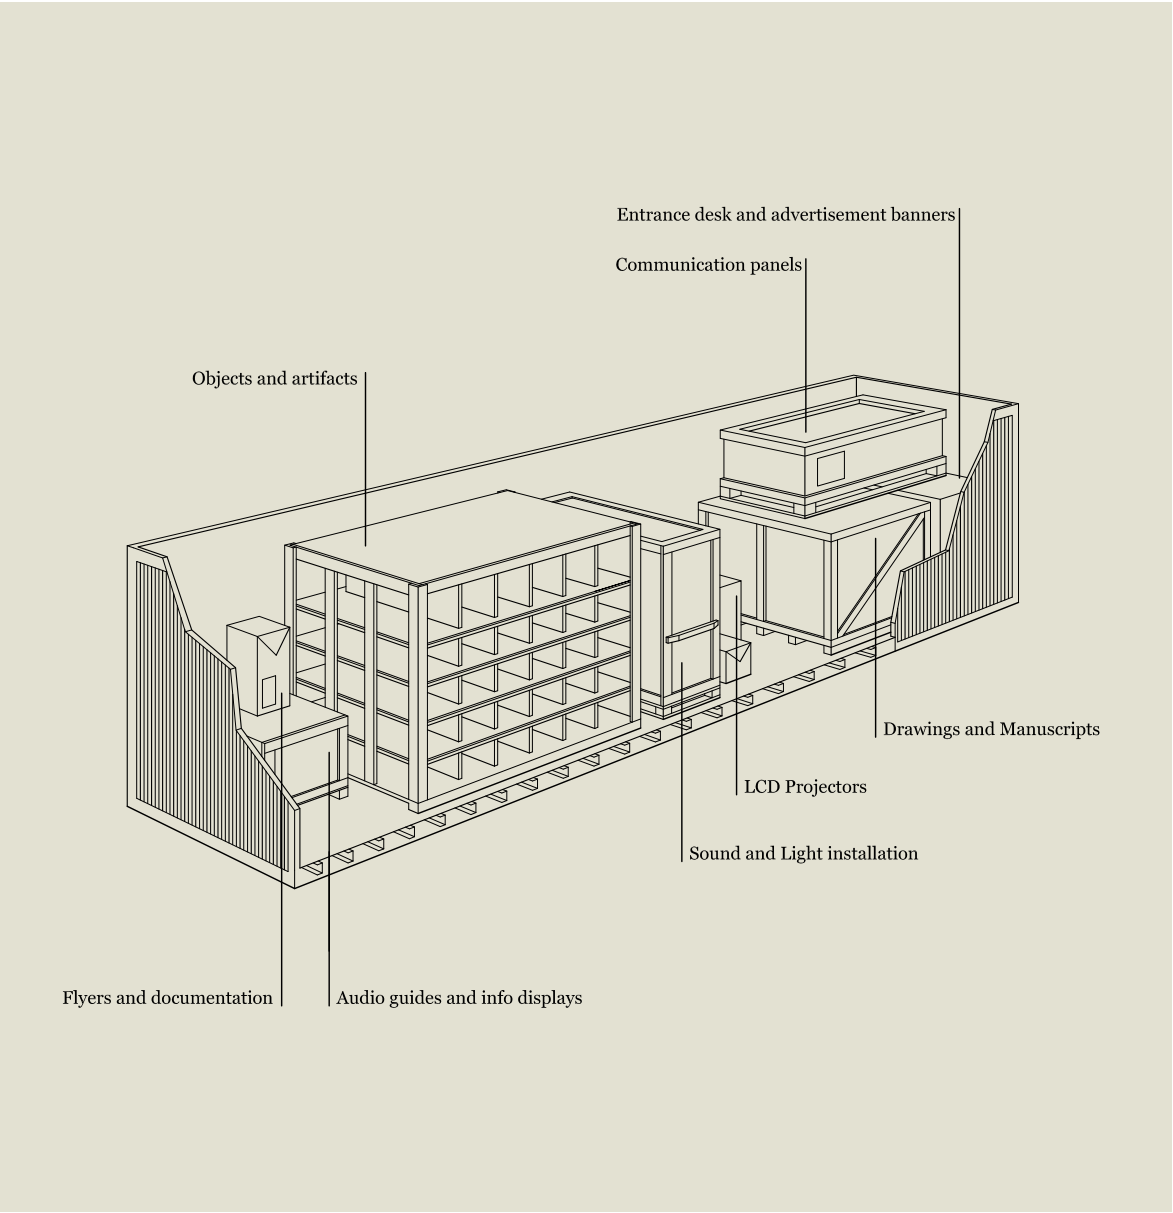 Entrance desk and advertisement banners
Communication panels
Objects and artifacts
Drawings and Manuscripts
LCD Projectors
Sound and Light installation
Flyers and documentation
Audio guides and info displays